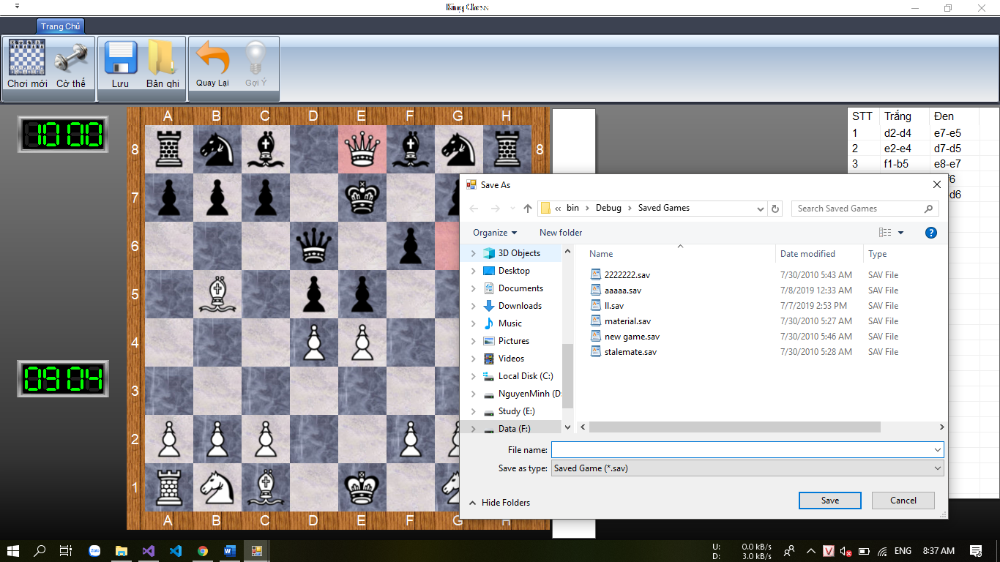 King Chess
Trang Chủ
Chơi mới Cờ thế Lưu Bản ghi Quay Lại Gợi Ý
10 00
A B C D E F G H
8 8
7
6
5
4
3
2
1
A B C D E F G H
09 04
STT Trắng Đen
1 d2-d4 e7-e5
2 e2-e4 d7-d5
3 f1-b5 e8-e7
Save As
« bin › Debug › Saved Games
Search Saved Games
Organize New folder
3D Objects
Desktop
Documents
Downloads
Music
Pictures
Videos
Local Disk (C:)
NguyenMinh (D:
Study (E:)
Data (F:)
Name Date modified Type
2222222.sav 7/30/2010 5:43 AM SAV File
aaaaa.sav 7/8/2019 12:33 AM SAV File
ll.sav 7/7/2019 2:53 PM SAV File
material.sav 7/30/2010 5:27 AM SAV File
new game.sav 7/30/2010 5:46 AM SAV File
stalemate.sav 7/30/2010 5:28 AM SAV File
File name:
Save as type: Saved Game (*.sav)
Hide Folders Save Cancel
Zalo
U: 0.0 kB/s
D: 3.0 kB/s
V ENG 8:37 AM